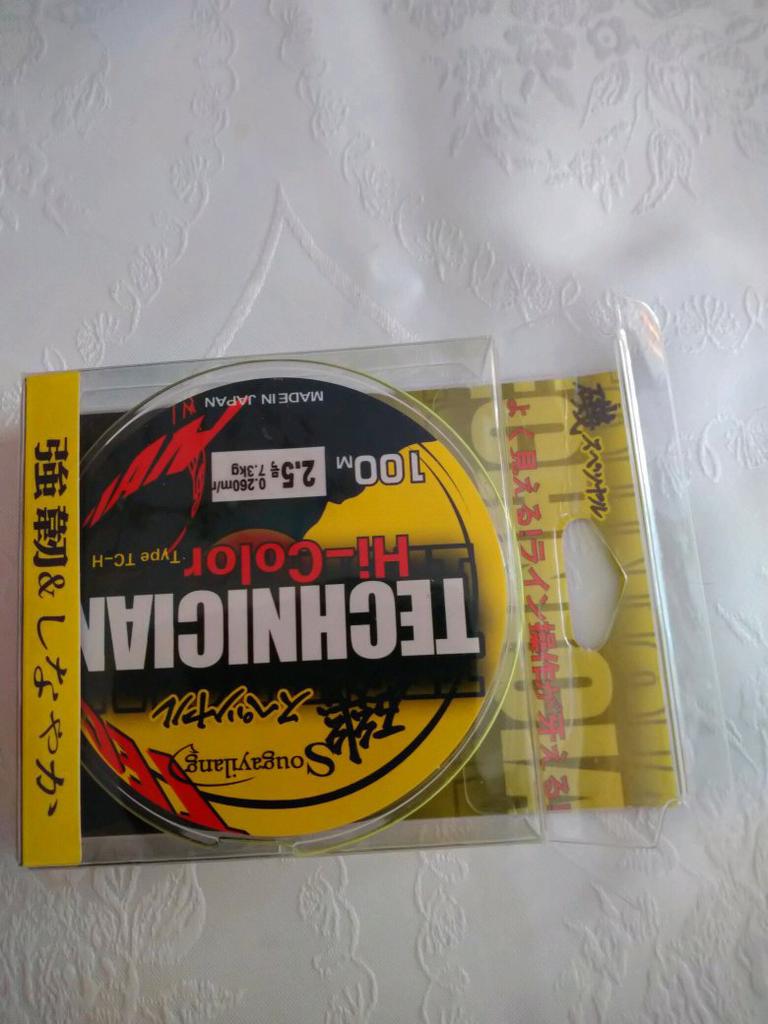 Sougayilang
磯スペシャル
TECHNICIAN
Hi-Color
Type TC-H
100M
2.5号
0.260m/m
7.3kg
MADE IN JAPAN
強靭&しなやか
磯スペシャル
よく見える!ライン操作が冴える!